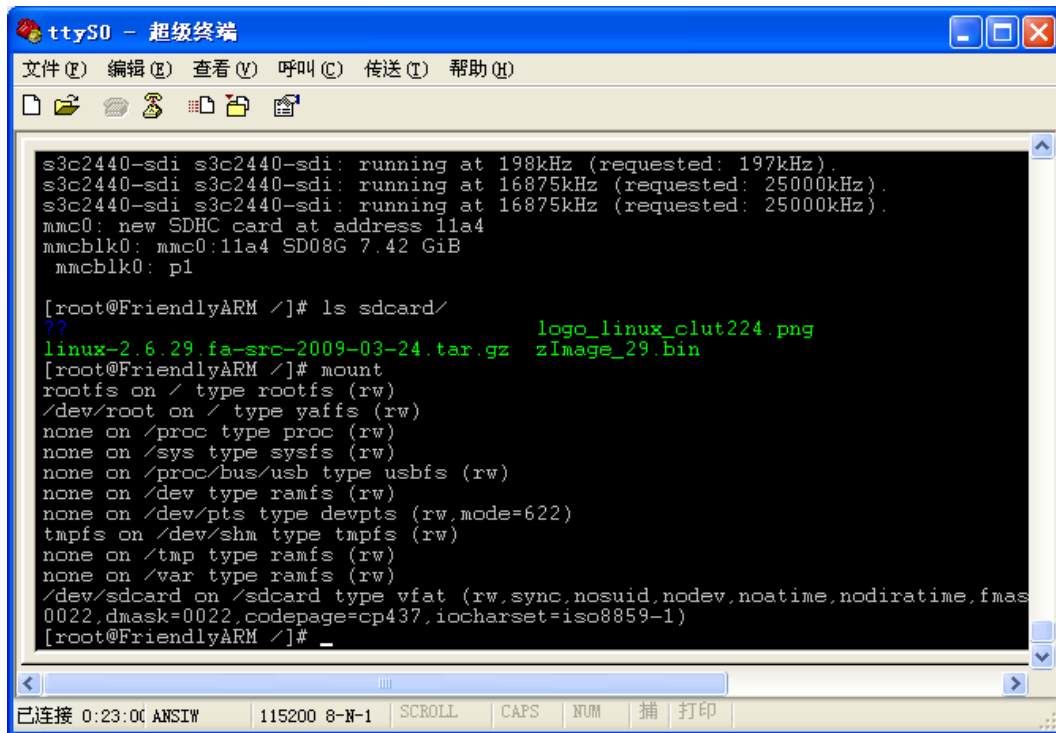 ttyS0 - 超级终端
文件(F) 编辑(E) 查看(V) 呼叫(C) 传送(T) 帮助(H)
s3c2440-sdi s3c2440-sdi: running at 198kHz (requested: 197kHz).
s3c2440-sdi s3c2440-sdi: running at 16875kHz (requested: 25000kHz).
s3c2440-sdi s3c2440-sdi: running at 16875kHz (requested: 25000kHz).
mmc0: new SDHC card at address 11a4
mmcblk0: mmc0:11a4 SD08G 7.42 GiB
mmcblk0: p1
[root@FriendlyARM /]# ls sdcard/
?? logo_linux_clut224.png
linux-2.6.29.fa-src-2009-03-24.tar.gz zImage_29.bin
[root@FriendlyARM /]# mount
rootfs on / type rootfs (rw)
/dev/root on / type yaffs (rw)
none on /proc type proc (rw)
none on /sys type sysfs (rw)
none on /proc/bus/usb type usbfs (rw)
none on /dev type ramfs (rw)
none on /dev/pts type devpts (rw,mode=622)
tmpfs on /dev/shm type tmpfs (rw)
none on /tmp type ramfs (rw)
none on /var type ramfs (rw)
/dev/sdcard on /sdcard type vfat (rw,sync,nosuid,nodev,noatime,nodiratime,fmas
0022,dmask=0022,codepage=cp437,iocharset=iso8859-1)
[root@FriendlyARM /]# _
已连接 0:23:00 ANSIW 115200 8-N-1 SCROLL CAPS NUM 捕 打印